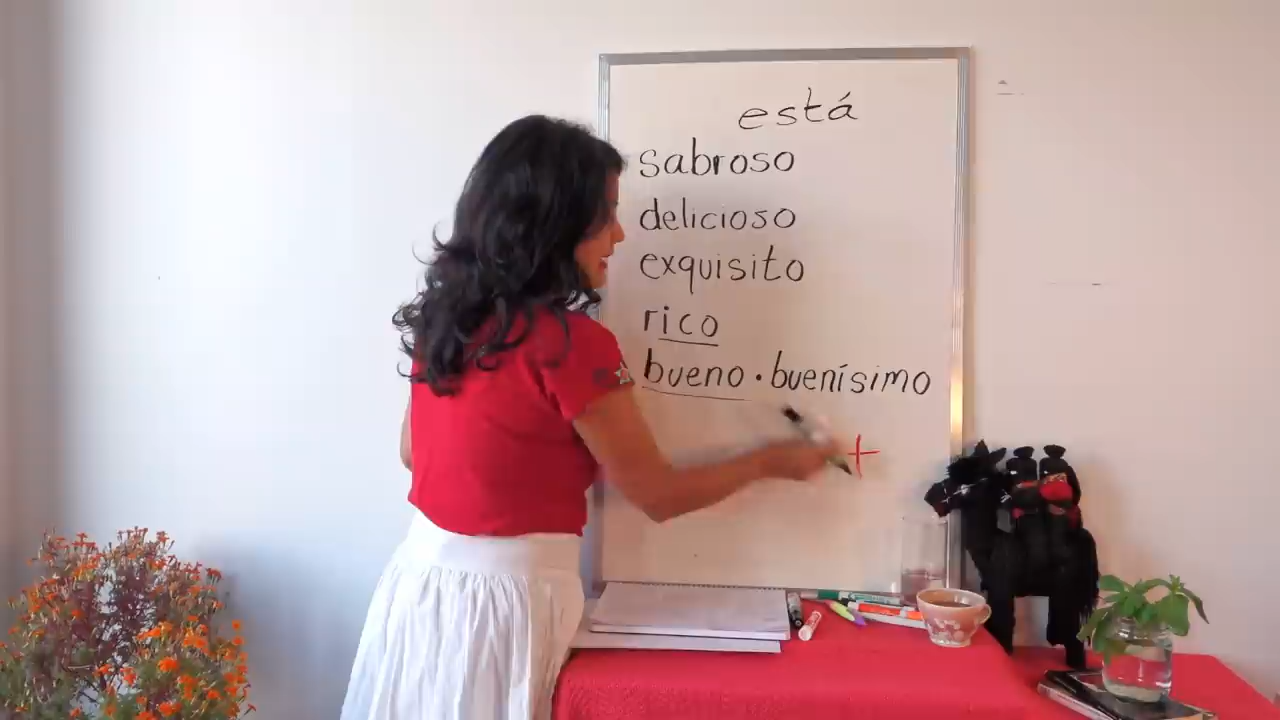 está
sabroso
delicioso
exquisito
rico
bueno · buenísimo
+